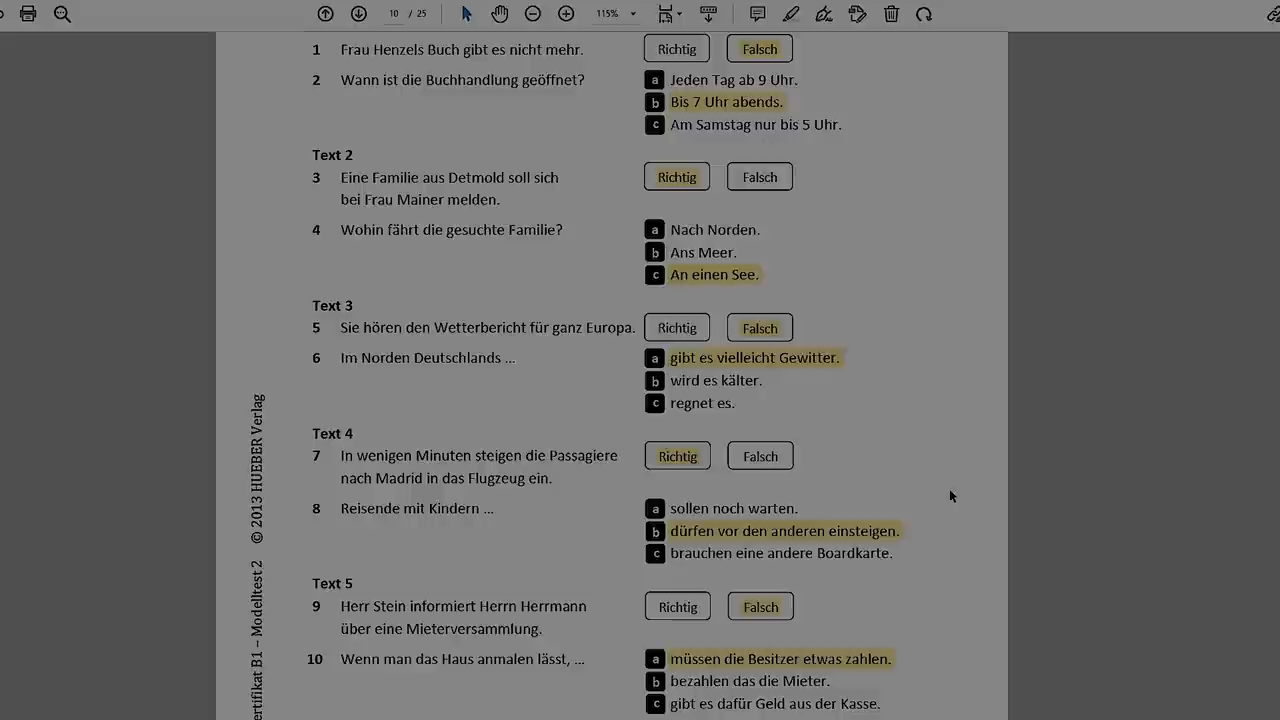 10 / 25
115%
1 Frau Henzels Buch gibt es nicht mehr. Richtig Falsch
2 Wann ist die Buchhandlung geöffnet? a Jeden Tag ab 9 Uhr.
b Bis 7 Uhr abends.
c Am Samstag nur bis 5 Uhr.
Text 2
3 Eine Familie aus Detmold soll sich Richtig Falsch
bei Frau Mainer melden.
4 Wohin fährt die gesuchte Familie? a Nach Norden.
b Ans Meer.
c An einen See.
Text 3
5 Sie hören den Wetterbericht für ganz Europa. Richtig Falsch
6 Im Norden Deutschlands ... a gibt es vielleicht Gewitter.
b wird es kälter.
c regnet es.
Text 4
7 In wenigen Minuten steigen die Passagiere Richtig Falsch
nach Madrid in das Flugzeug ein.
8 Reisende mit Kindern ... a sollen noch warten.
b dürfen vor den anderen einsteigen.
c brauchen eine andere Boardkarte.
Text 5
9 Herr Stein informiert Herrn Herrmann Richtig Falsch
über eine Mieterversammlung.
10 Wenn man das Haus anmalen lässt, ... a müssen die Besitzer etwas zahlen.
b bezahlen das die Mieter.
c gibt es dafür Geld aus der Kasse.
ertifikat B1 – Modelltest 2 © 2013 HUEBER Verlag